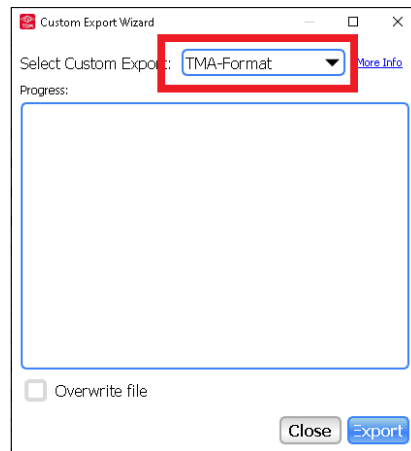 Custom Export Wizard
Select Custom Export: TMA-Format More Info
Progress:
Overwrite file
Close Export